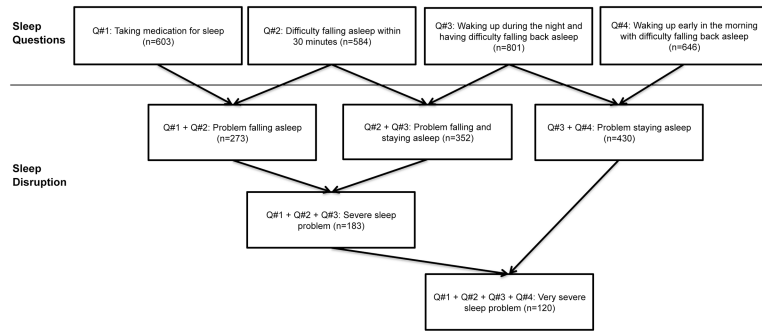 Sleep
Questions
Q#1: Taking medication for sleep
(n=603)
Q#2: Difficulty falling asleep within
30 minutes (n=584)
Q#3: Waking up during the night and
having difficulty falling back asleep
(n=801)
Q#4: Waking up early in the morning
with difficulty falling back asleep
(n=646)
Sleep
Disruption
Q#1 + Q#2: Problem falling asleep
(n=273)
Q#2 + Q#3: Problem falling and
staying asleep (n=352)
Q#3 + Q#4: Problem staying asleep
(n=430)
Q#1 + Q#2 + Q#3: Severe sleep
problem (n=183)
Q#1 + Q#2 + Q#3 + Q#4: Very severe
sleep problem (n=120)